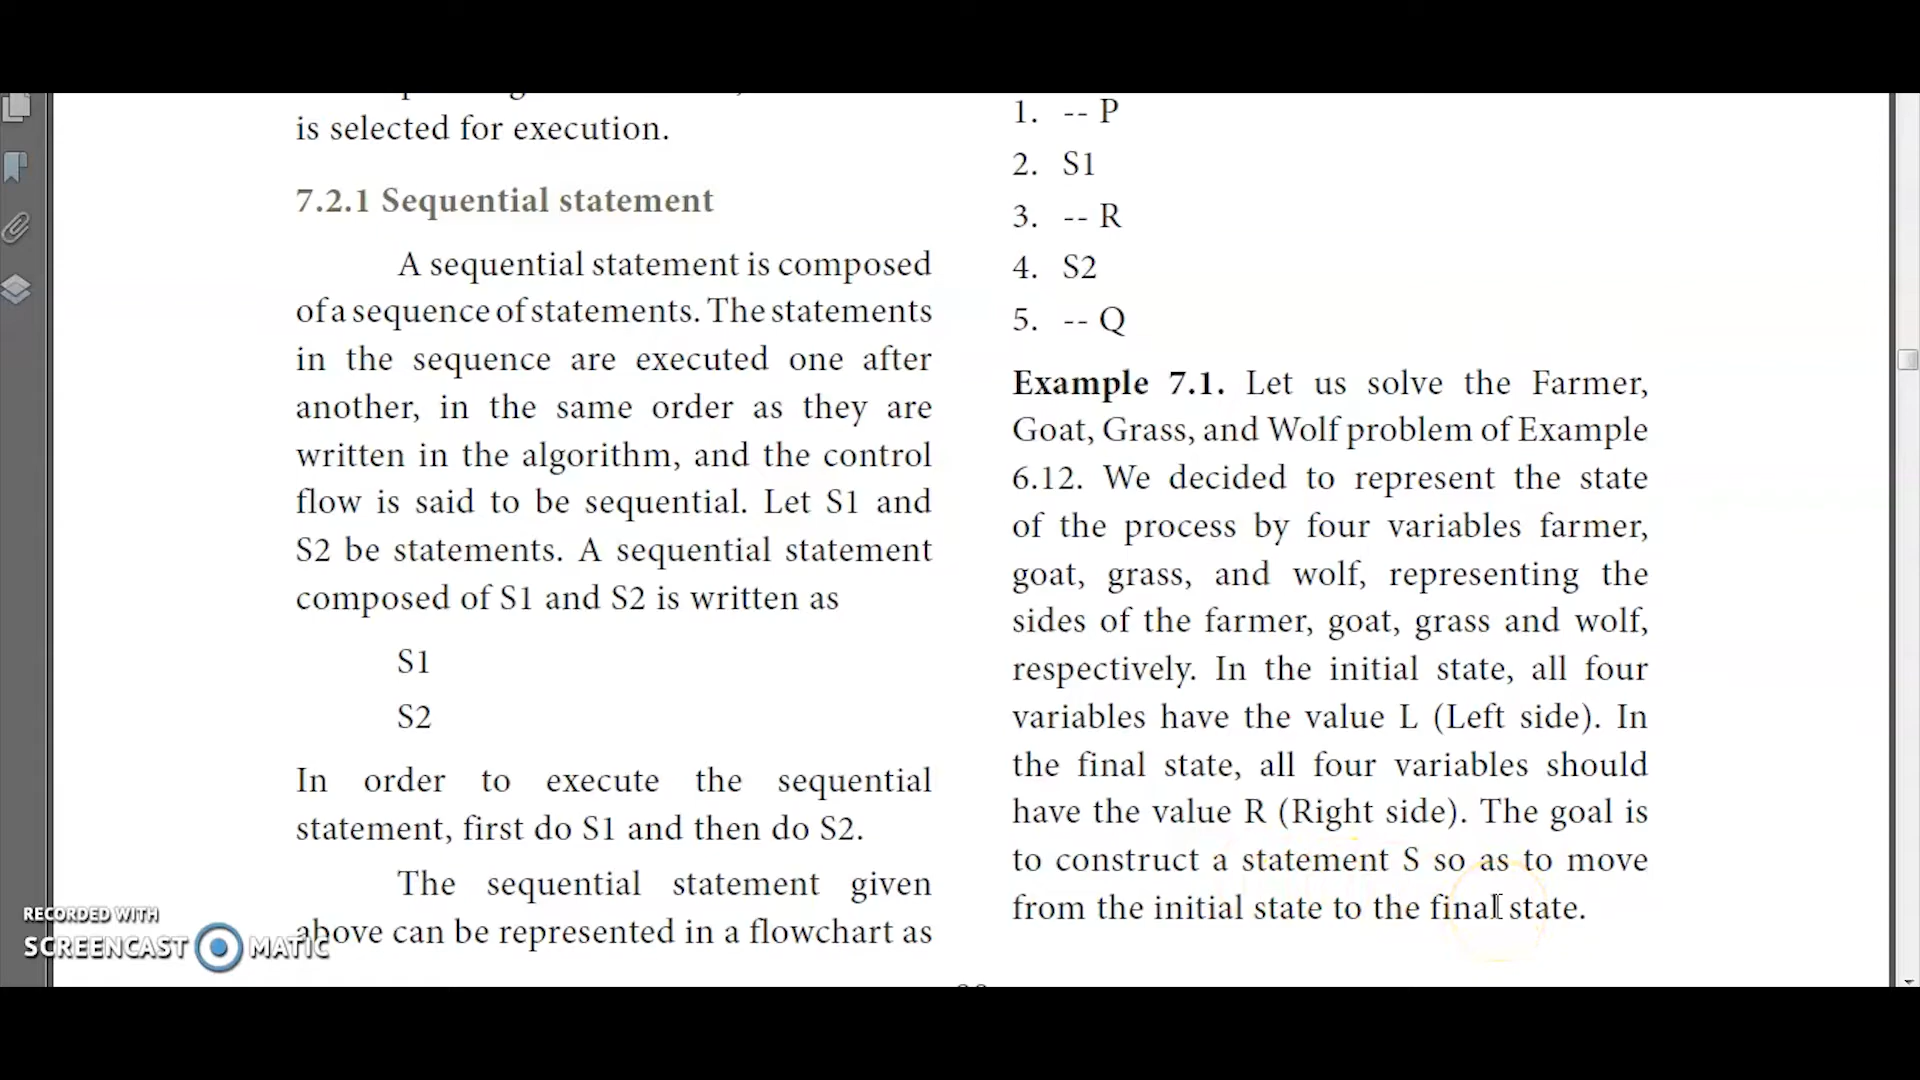 is selected for execution.
7.2.1 Sequential statement
A sequential statement is composed
of a sequence of statements. The statements
in the sequence are executed one after
another, in the same order as they are
written in the algorithm, and the control
flow is said to be sequential. Let S1 and
S2 be statements. A sequential statement
composed of S1 and S2 is written as
S1
S2
In order to execute the sequential
statement, first do S1 and then do S2.
The sequential statement given
above can be represented in a flowchart as
1. -- P
2. S1
3. -- R
4. S2
5. -- Q
Example 7.1. Let us solve the Farmer,
Goat, Grass, and Wolf problem of Example
6.12. We decided to represent the state
of the process by four variables farmer,
goat, grass, and wolf, representing the
sides of the farmer, goat, grass and wolf,
respectively. In the initial state, all four
variables have the value L (Left side). In
the final state, all four variables should
have the value R (Right side). The goal is
to construct a statement S so as to move
from the initial state to the final state.
RECORDED WITH
SCREENCAST MATIC